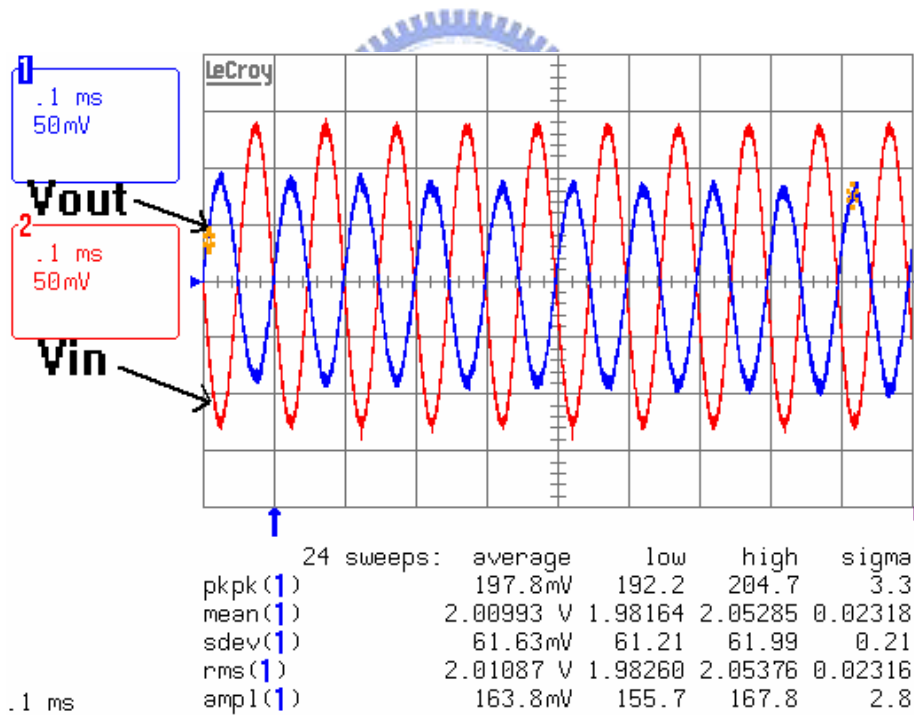 LeCroy
1
.1 ms
50mV
Vout
2
.1 ms
50mV
Vin
24 sweeps: average low high sigma
pkpk(1) 197.8mV 192.2 204.7 3.3
mean(1) 2.00993 V 1.98164 2.05285 0.02318
sdev(1) 61.63mV 61.21 61.99 0.21
rms(1) 2.01087 V 1.98260 2.05376 0.02316
ampl(1) 163.8mV 155.7 167.8 2.8
.1 ms